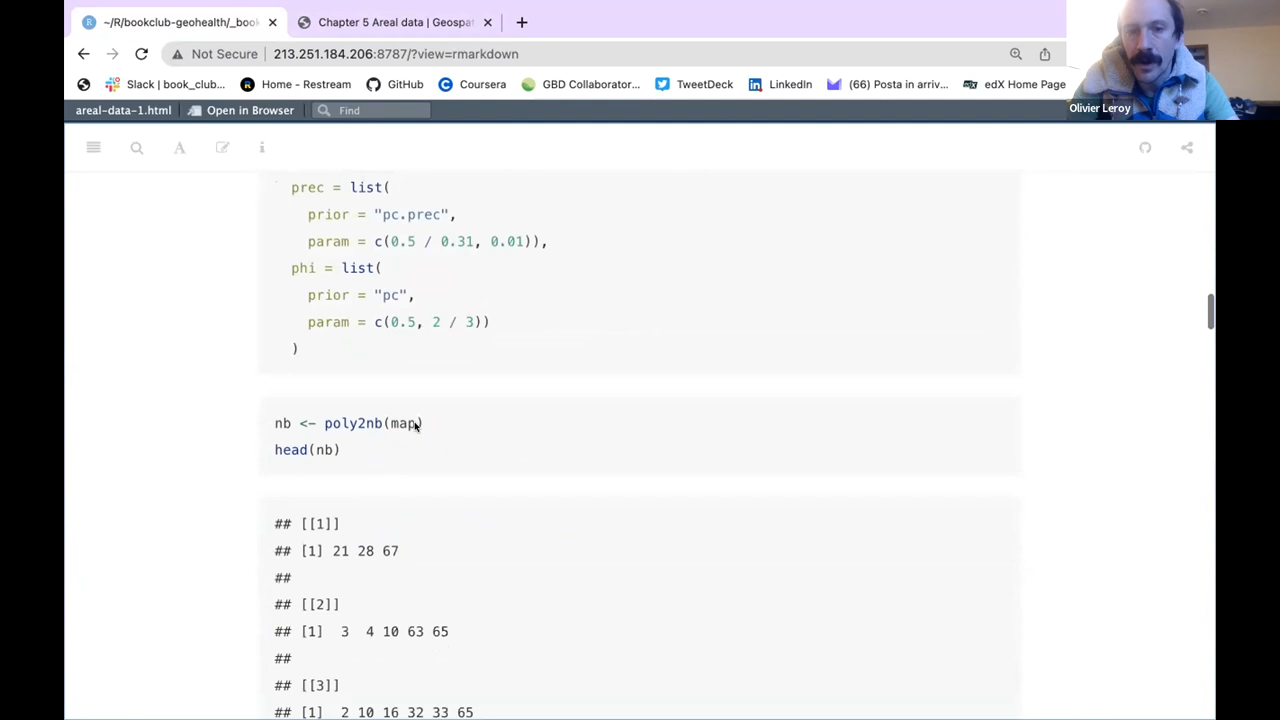 ~/R/bookclub-geohealth/_book
Chapter 5 Areal data | Geospat
Not Secure | 213.251.184.206:8787/?view=rmarkdown
Slack | book_club... Home - Restream GitHub Coursera GBD Collaborator... TweetDeck LinkedIn (66) Posta in arriv... edX Home Page
Olivier Leroy
areal-data-1.html Open in Browser Find
prec = list(
prior = "pc.prec",
param = c(0.5 / 0.31, 0.01)),
phi = list(
prior = "pc",
param = c(0.5, 2 / 3))
)
nb <- poly2nb(map)
head(nb)
## [[1]]
## [1] 21 28 67
##
## [[2]]
## [1]  3  4 10 63 65
##
## [[3]]
## [1]  2 10 16 32 33 65